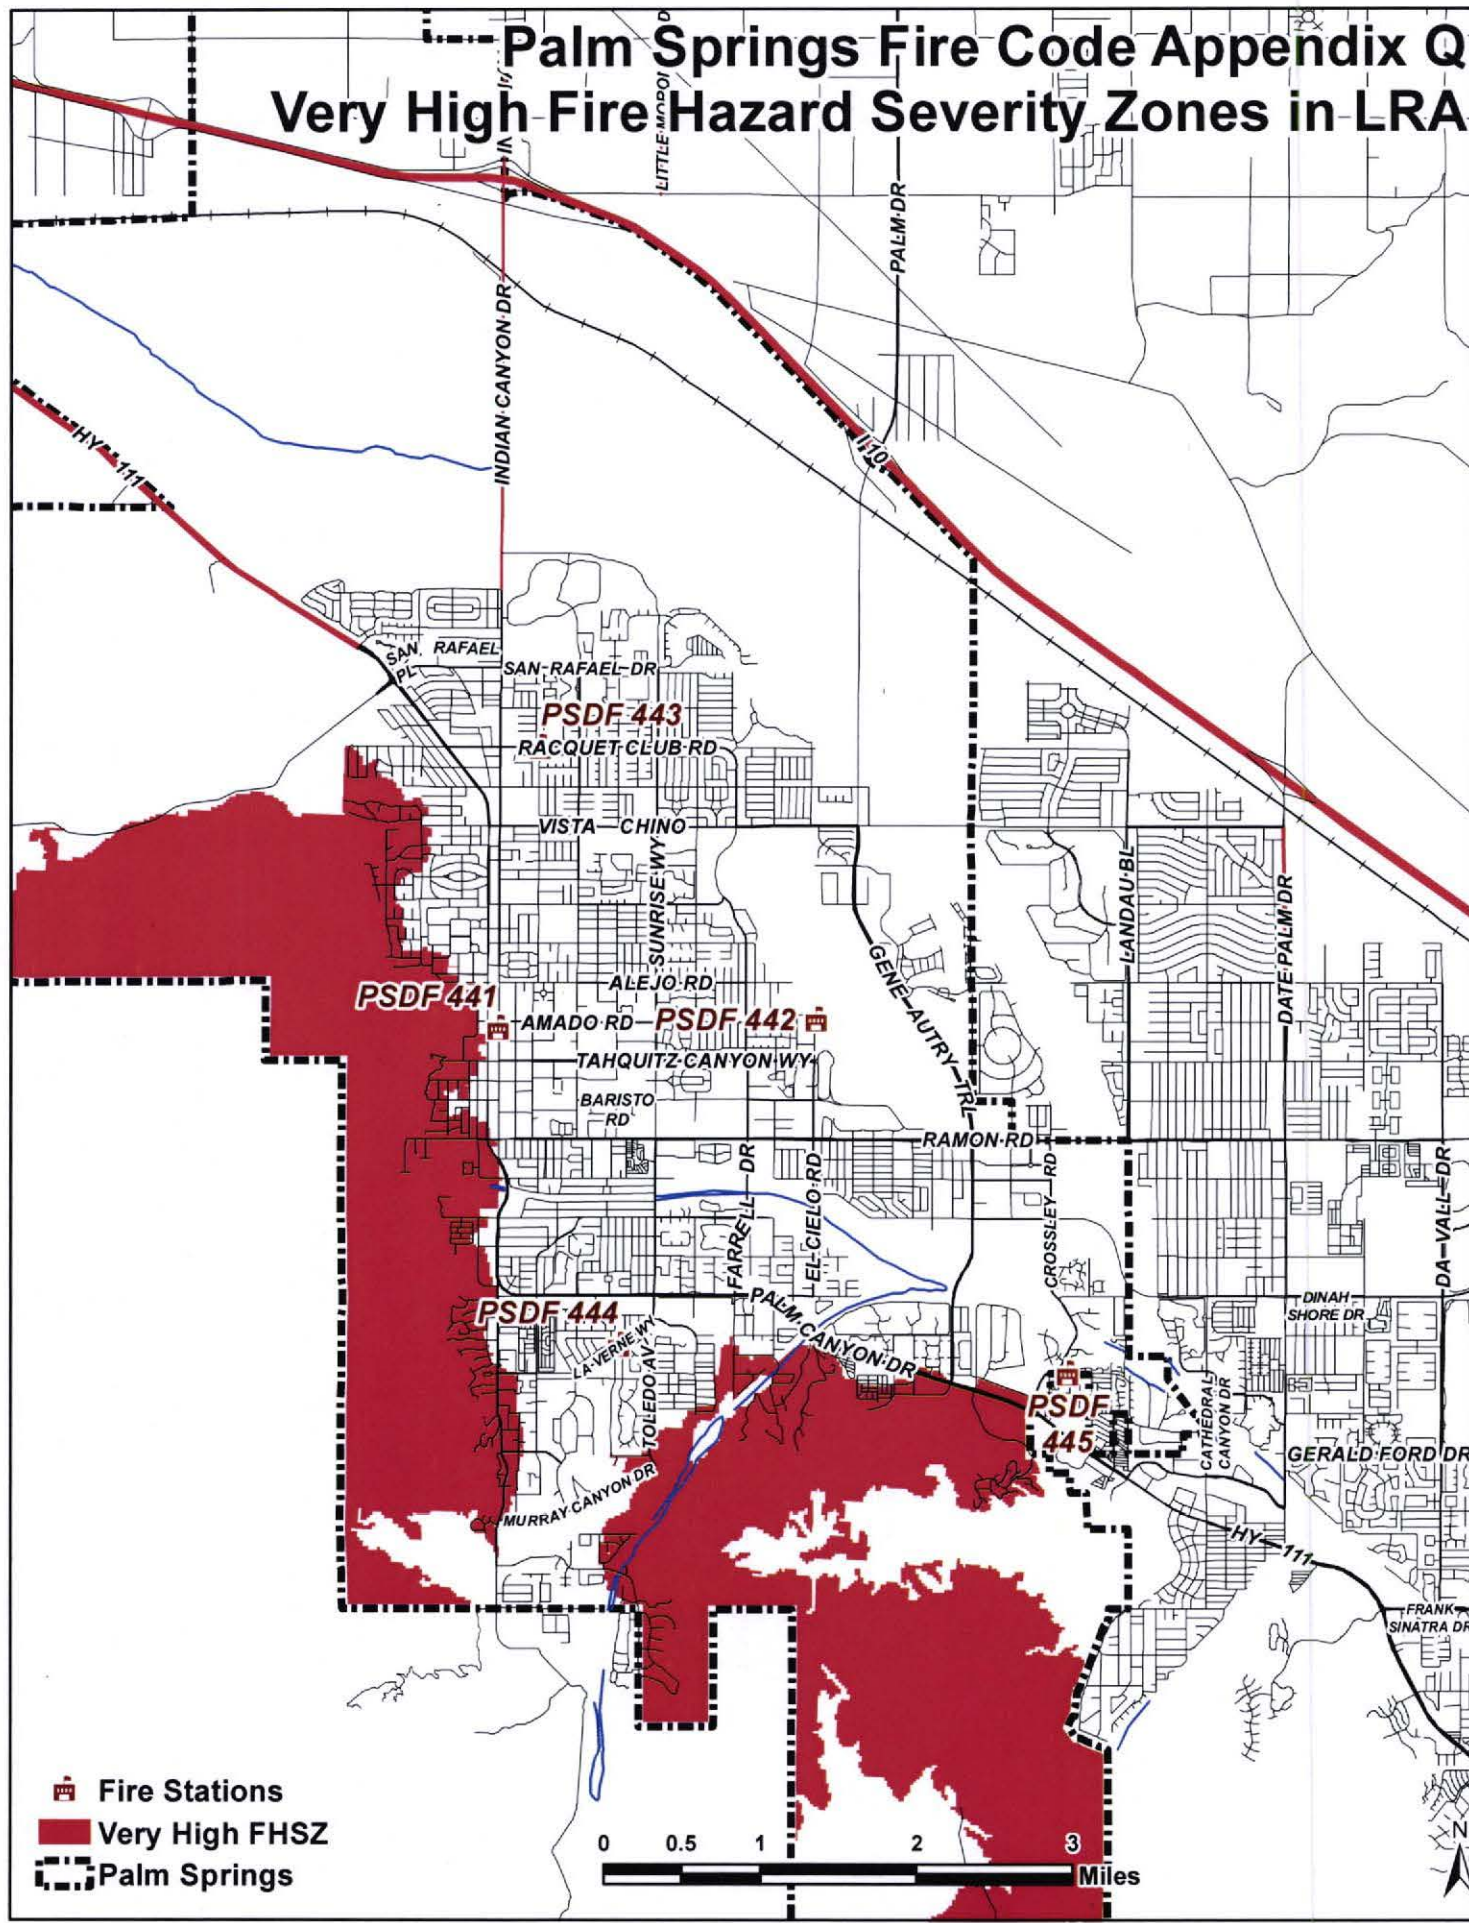 Palm Springs Fire Code Appendix Q
Very High Fire Hazard Severity Zones in LRA
PALM DR
INDIAN CANYON DR
I 10
HY 111
SAN RAFAEL
PL
SAN RAFAEL DR
PSDF 443
RACQUET CLUB RD
VISTA CHINO
SUNRISE WY
LANDAU BL
DATE PALM DR
GENE AUTRY TRL
ALEJO RD
PSDF 441
AMADO RD
PSDF 442
TAHQUITZ CANYON WY
BARISTO
RD
RAMON RD
FARRELL DR
EL CIELO RD
CROSSLEY RD
DA VALL DR
PALM CANYON DR
DINAH
SHORE DR
PSDF 444
LA VERNE WY
TOLEDO AV
PSDF
445
CATHEDRAL
CANYON DR
GERALD FORD DR
MURRAY CANYON DR
HY 111
FRANK
SINATRA DR
Fire Stations
Very High FHSZ
Palm Springs
0 0.5 1 2 3
Miles
N